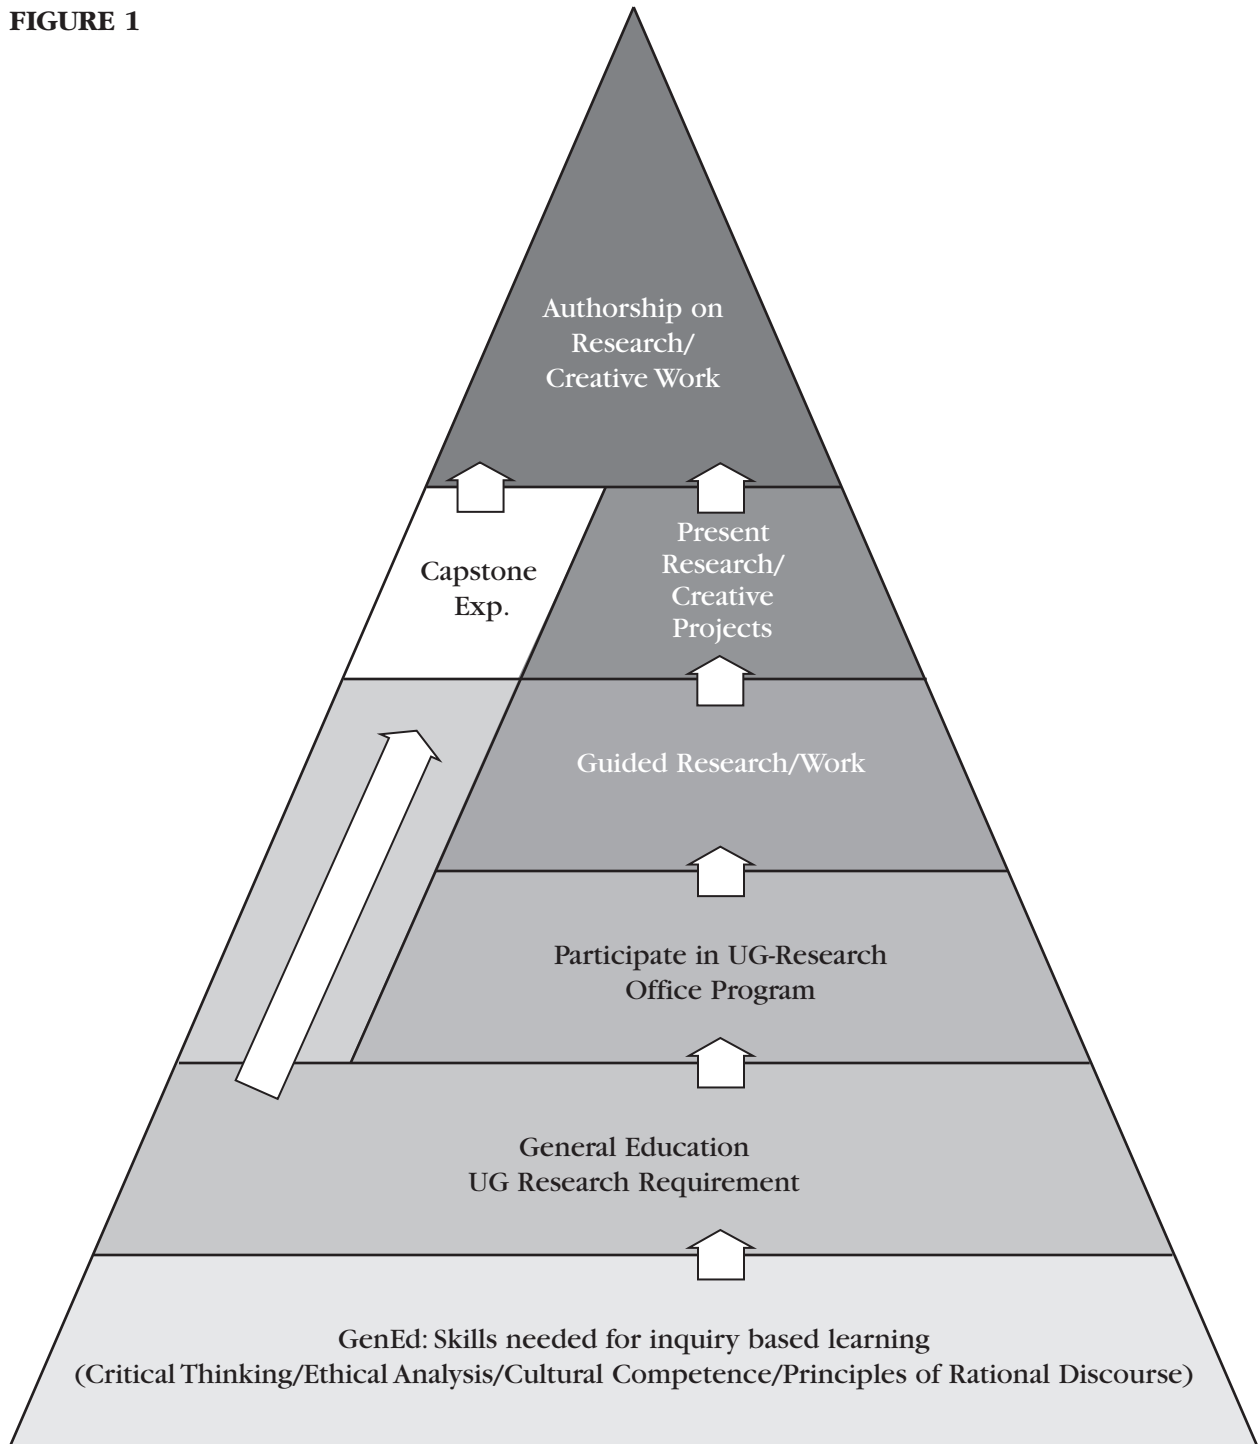 FIGURE 1
Authorship on
Research/
Creative Work
Capstone
Exp.
Present
Research/
Creative
Projects
Guided Research/Work
Participate in UG-Research
Office Program
General Education
UG Research Requirement
GenEd: Skills needed for inquiry based learning
(Critical Thinking/Ethical Analysis/Cultural Competence/Principles of Rational Discourse)